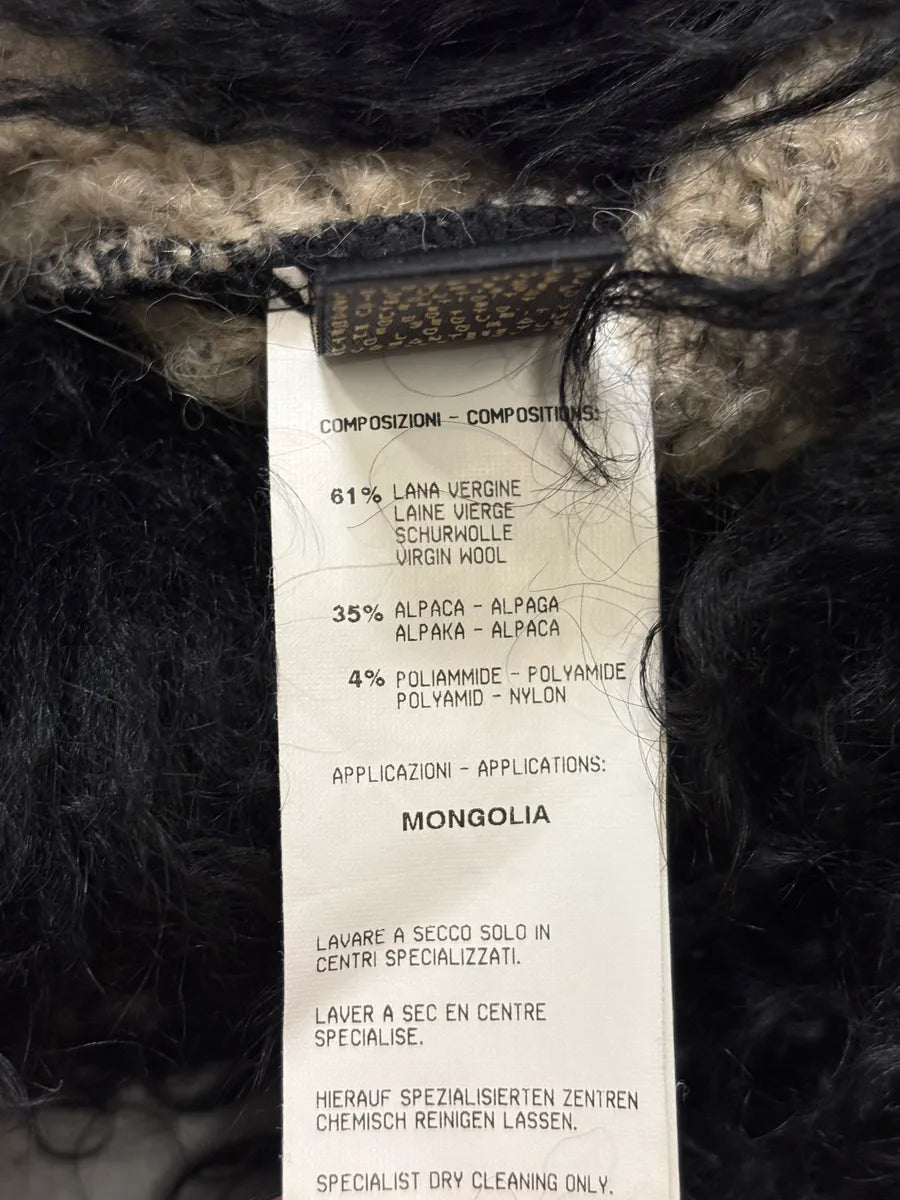 COMPOSIZIONI - COMPOSITIONS:
61% LANA VERGINE
LAINE VIERGE
SCHURWOLLE
VIRGIN WOOL
35% ALPACA - ALPAGA
ALPAKA - ALPACA
4% POLIAMMIDE - POLYAMIDE
POLYAMID - NYLON
APPLICAZIONI - APPLICATIONS:
MONGOLIA
LAVARE A SECCO SOLO IN
CENTRI SPECIALIZZATI.
LAVER A SEC EN CENTRE
SPECIALISE.
HIERAUF SPEZIALISIERTEN ZENTREN
CHEMISCH REINIGEN LASSEN.
SPECIALIST DRY CLEANING ONLY.